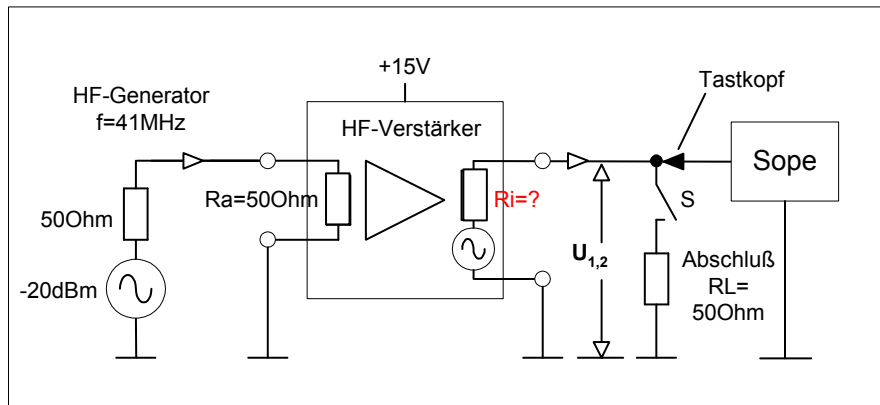 +15V
HF-Generator
f=41MHz
HF-Verstärker
Tastkopf
Sope
50Ohm
Ra=50Ohm
Ri=?
S
U1,2
-20dBm
Abschluß
RL=
50Ohm